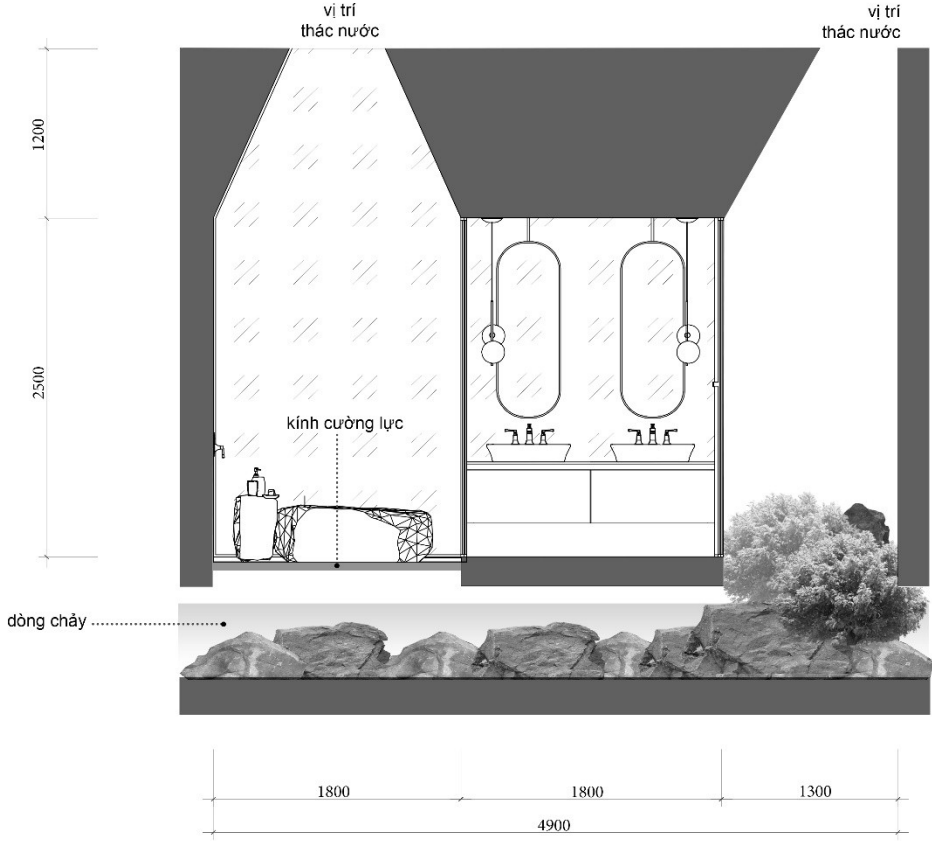 vị trí
thác nước
vị trí
thác nước
1200
2500
kính cường lực
dòng chảy
1800
1800
1300
4900